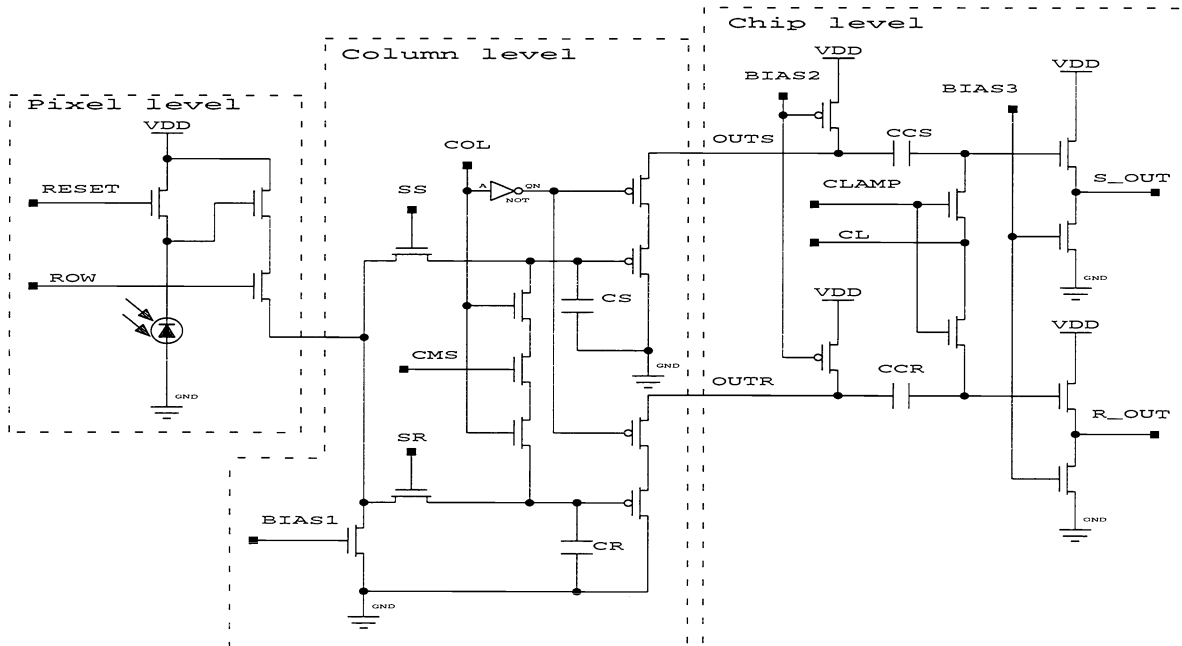 Chip level
Column level
Pixel level
VDD
BIAS2
VDD
BIAS3
VDD
COL
OUTS
CCS
RESET
SS
A
NOT
QN
CLAMP
S_OUT
CL
ROW
GND
VDD
CS
VDD
CMS
GND
GND
OUTR
CCR
SR
R_OUT
BIAS1
GND
CR
GND